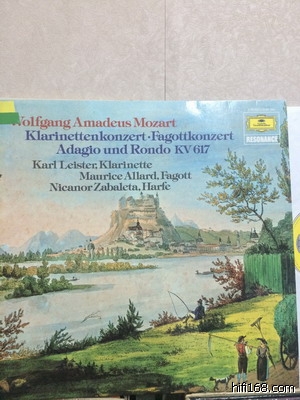 Wolfgang Amadeus Mozart
Klarinettenkonzert·Fagottkonzert
Adagio und Rondo KV 617
Karl Leister, Klarinette
Maurice Allard, Fagott
Nicanor Zabaleta, Harfe
RESONANCE
hifi168.com